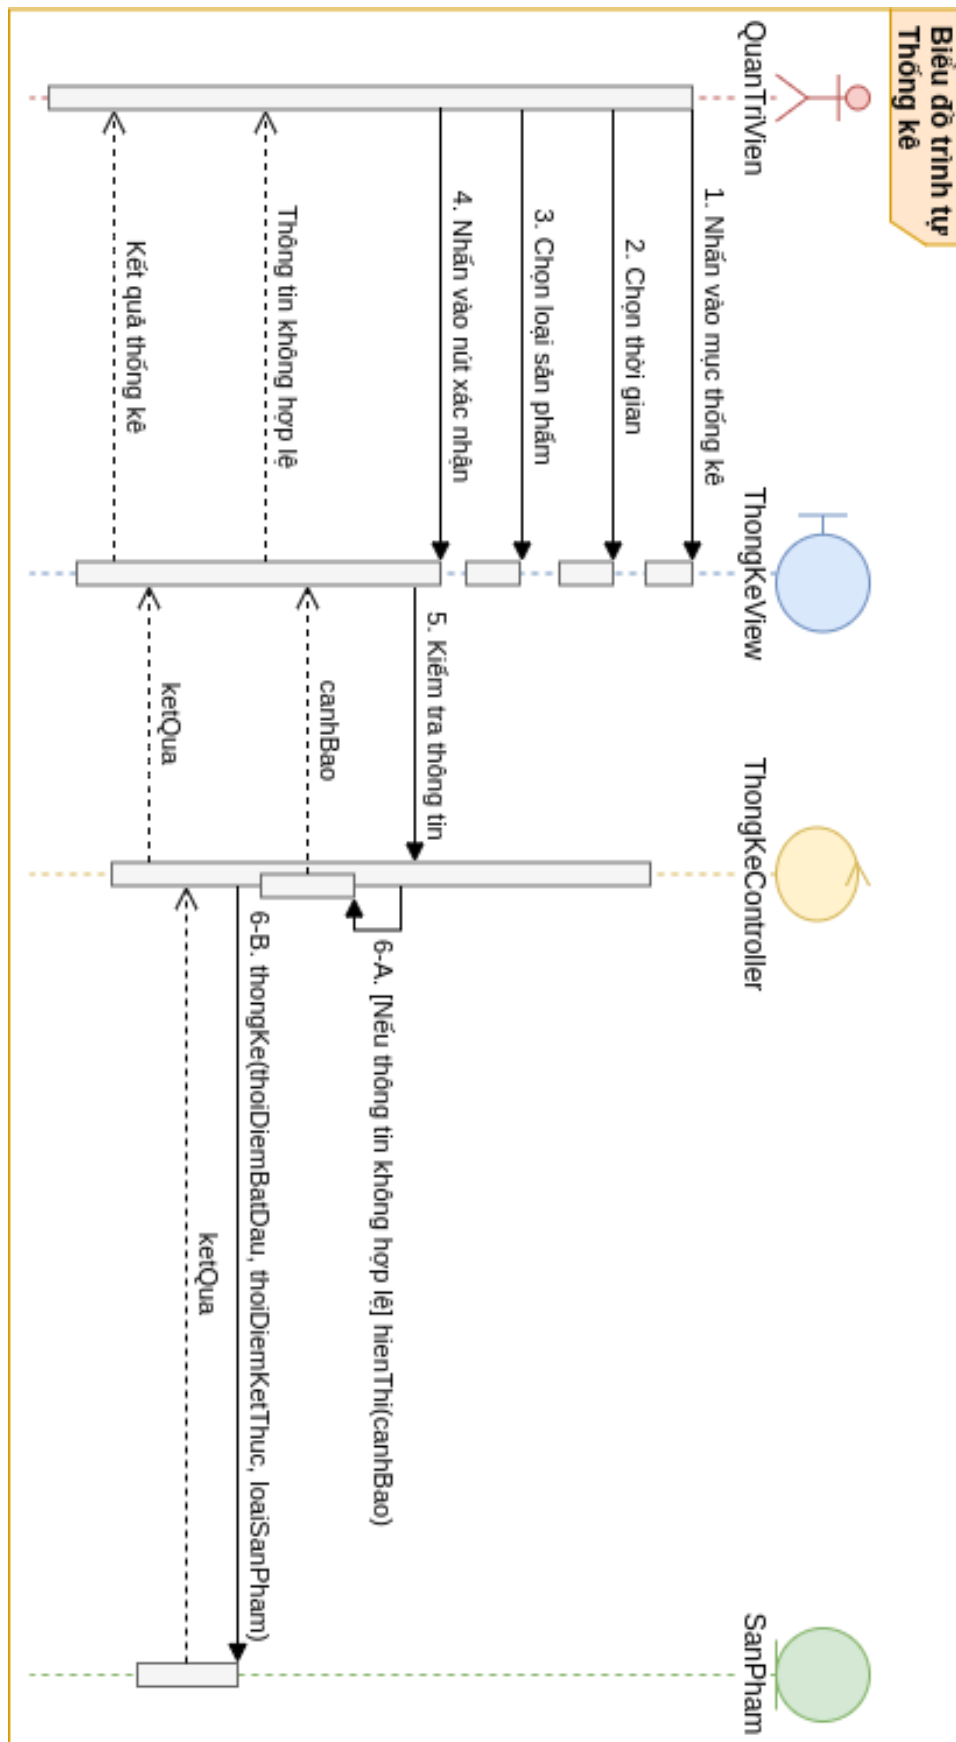 Biểu đồ trình tự
Thống kê
QuanTriVien
ThongKeView
ThongKeController
SanPham
1. Nhấn vào mục thống kê
2. Chọn thời gian
3. Chọn loại sản phẩm
4. Nhấn vào nút xác nhận
5. Kiểm tra thông tin
6-A. [Nếu thông tin không hợp lệ] hienThi(canhBao)
canhBao
Thông tin không hợp lệ
6-B. thongKe(thoiDiemBatDau, thoiDiemKetThuc, loaiSanPham)
ketQua
ketQua
Kết quả thống kê